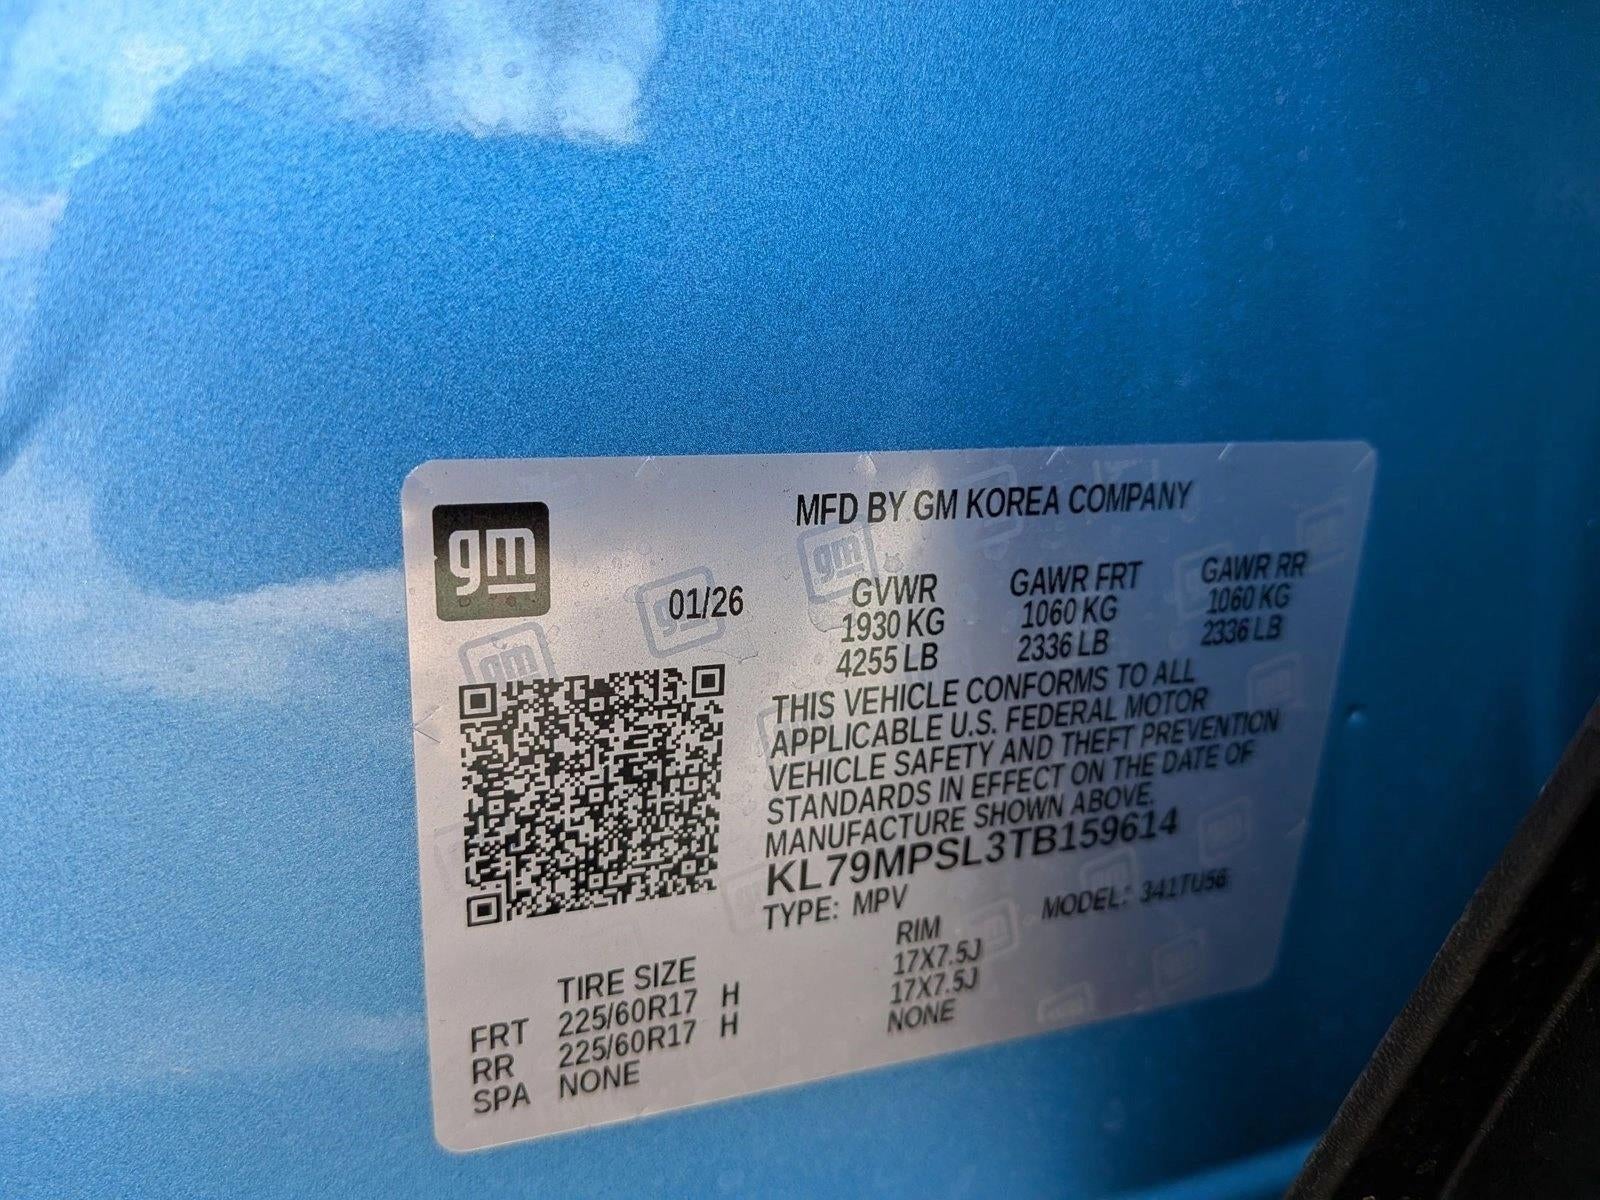 gm
MFD BY GM KOREA COMPANY
01/26
GVWR GAWR FRT GAWR RR
1930 KG 1060 KG 1060 KG
4255 LB 2336 LB 2336 LB
THIS VEHICLE CONFORMS TO ALL
APPLICABLE U.S. FEDERAL MOTOR
VEHICLE SAFETY AND THEFT PREVENTION
STANDARDS IN EFFECT ON THE DATE OF
MANUFACTURE SHOWN ABOVE.
KL79MPSL3TB159614
TYPE: MPV MODEL: 341TU56
TIRE SIZE RIM
FRT 225/60R17 H 17X7.5J
RR 225/60R17 H 17X7.5J
SPA NONE NONE